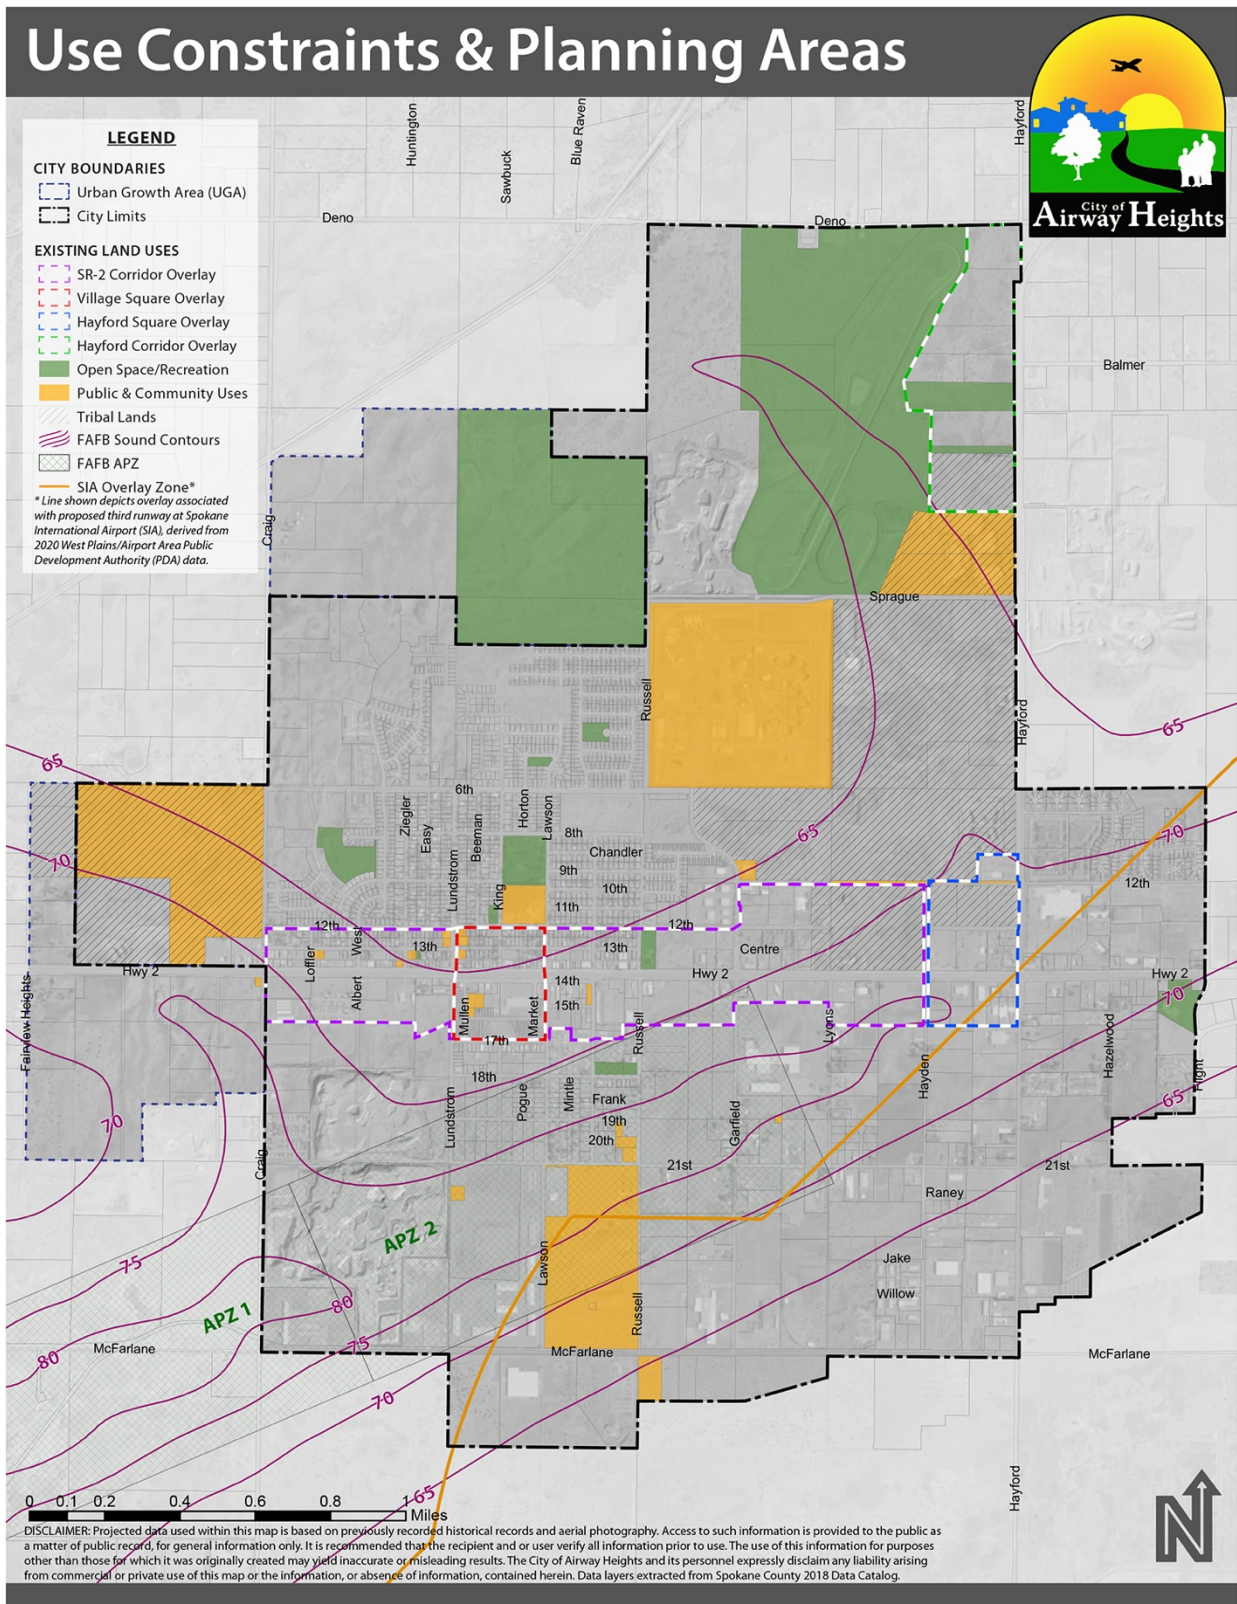 Use Constraints & Planning Areas
City of
Airway Heights
LEGEND
CITY BOUNDARIES
Urban Growth Area (UGA)
City Limits
EXISTING LAND USES
SR-2 Corridor Overlay
Village Square Overlay
Hayford Square Overlay
Hayford Corridor Overlay
Open Space/Recreation
Public & Community Uses
Tribal Lands
FAFB Sound Contours
FAFB APZ
SIA Overlay Zone*
* Line shown depicts overlay associated
with proposed third runway at Spokane
International Airport (SIA), derived from
2020 West Plains/Airport Area Public
Development Authority (PDA) data.
Huntington
Sawbuck
Blue Raven
Hayford
Deno
Deno
Balmer
Craig
Sprague
Russell
Hayford
65
65
6th
Ziegler
Easy
Lundstrom
Beeman
Horton
Lawson
King
8th
Chandler
9th
10th
11th
65
70
70
12th
12th
12th
West
13th
13th
Centre
Loffler
Albert
Hwy 2
Hwy 2
Hwy 2
70
14th
15th
Mullen
Market
17th
Russell
Lyons
Fairview Heights
Hayden
Hazelwood
Flight
65
18th
Lundstrom
Pogue
Mintle
Frank
19th
20th
Garfield
70
Craig
21st
21st
Raney
75
APZ 2
Lawson
Jake
Willow
APZ 1
80
Russell
McFarlane
75
McFarlane
McFarlane
80
70
65
Hayford
0 0.1 0.2 0.4 0.6 0.8 1
Miles
N
DISCLAIMER: Projected data used within this map is based on previously recorded historical records and aerial photography. Access to such information is provided to the public as
a matter of public record, for general information only. It is recommended that the recipient and or user verify all information prior to use. The use of this information for purposes
other than those for which it was originally created may yield inaccurate or misleading results. The City of Airway Heights and its personnel expressly disclaim any liability arising
from commercial or private use of this map or the information, or absence of information, contained herein. Data layers extracted from Spokane County 2018 Data Catalog.